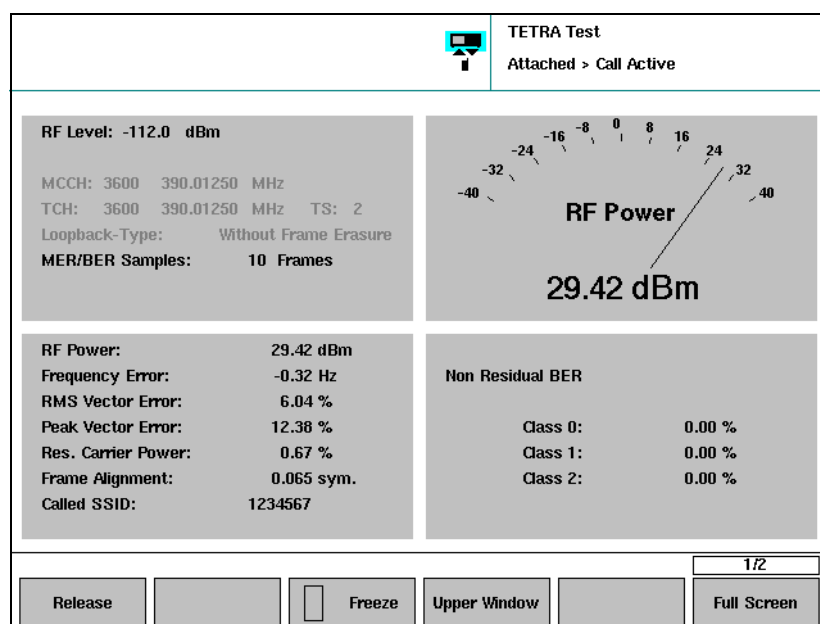 TETRA Test
Attached > Call Active
RF Level: -112.0 dBm
MCCH: 3600 390.01250 MHz
TCH: 3600 390.01250 MHz TS: 2
Loopback-Type: Without Frame Erasure
MER/BER Samples: 10 Frames
-40 -32 -24 -16 -8 0 8 16 24 32 40
RF Power
29.42 dBm
RF Power: 29.42 dBm
Frequency Error: -0.32 Hz
RMS Vector Error: 6.04 %
Peak Vector Error: 12.38 %
Res. Carrier Power: 0.67 %
Frame Alignment: 0.065 sym.
Called SSID: 1234567
Non Residual BER
Class 0: 0.00 %
Class 1: 0.00 %
Class 2: 0.00 %
1/2
Release Freeze Upper Window Full Screen